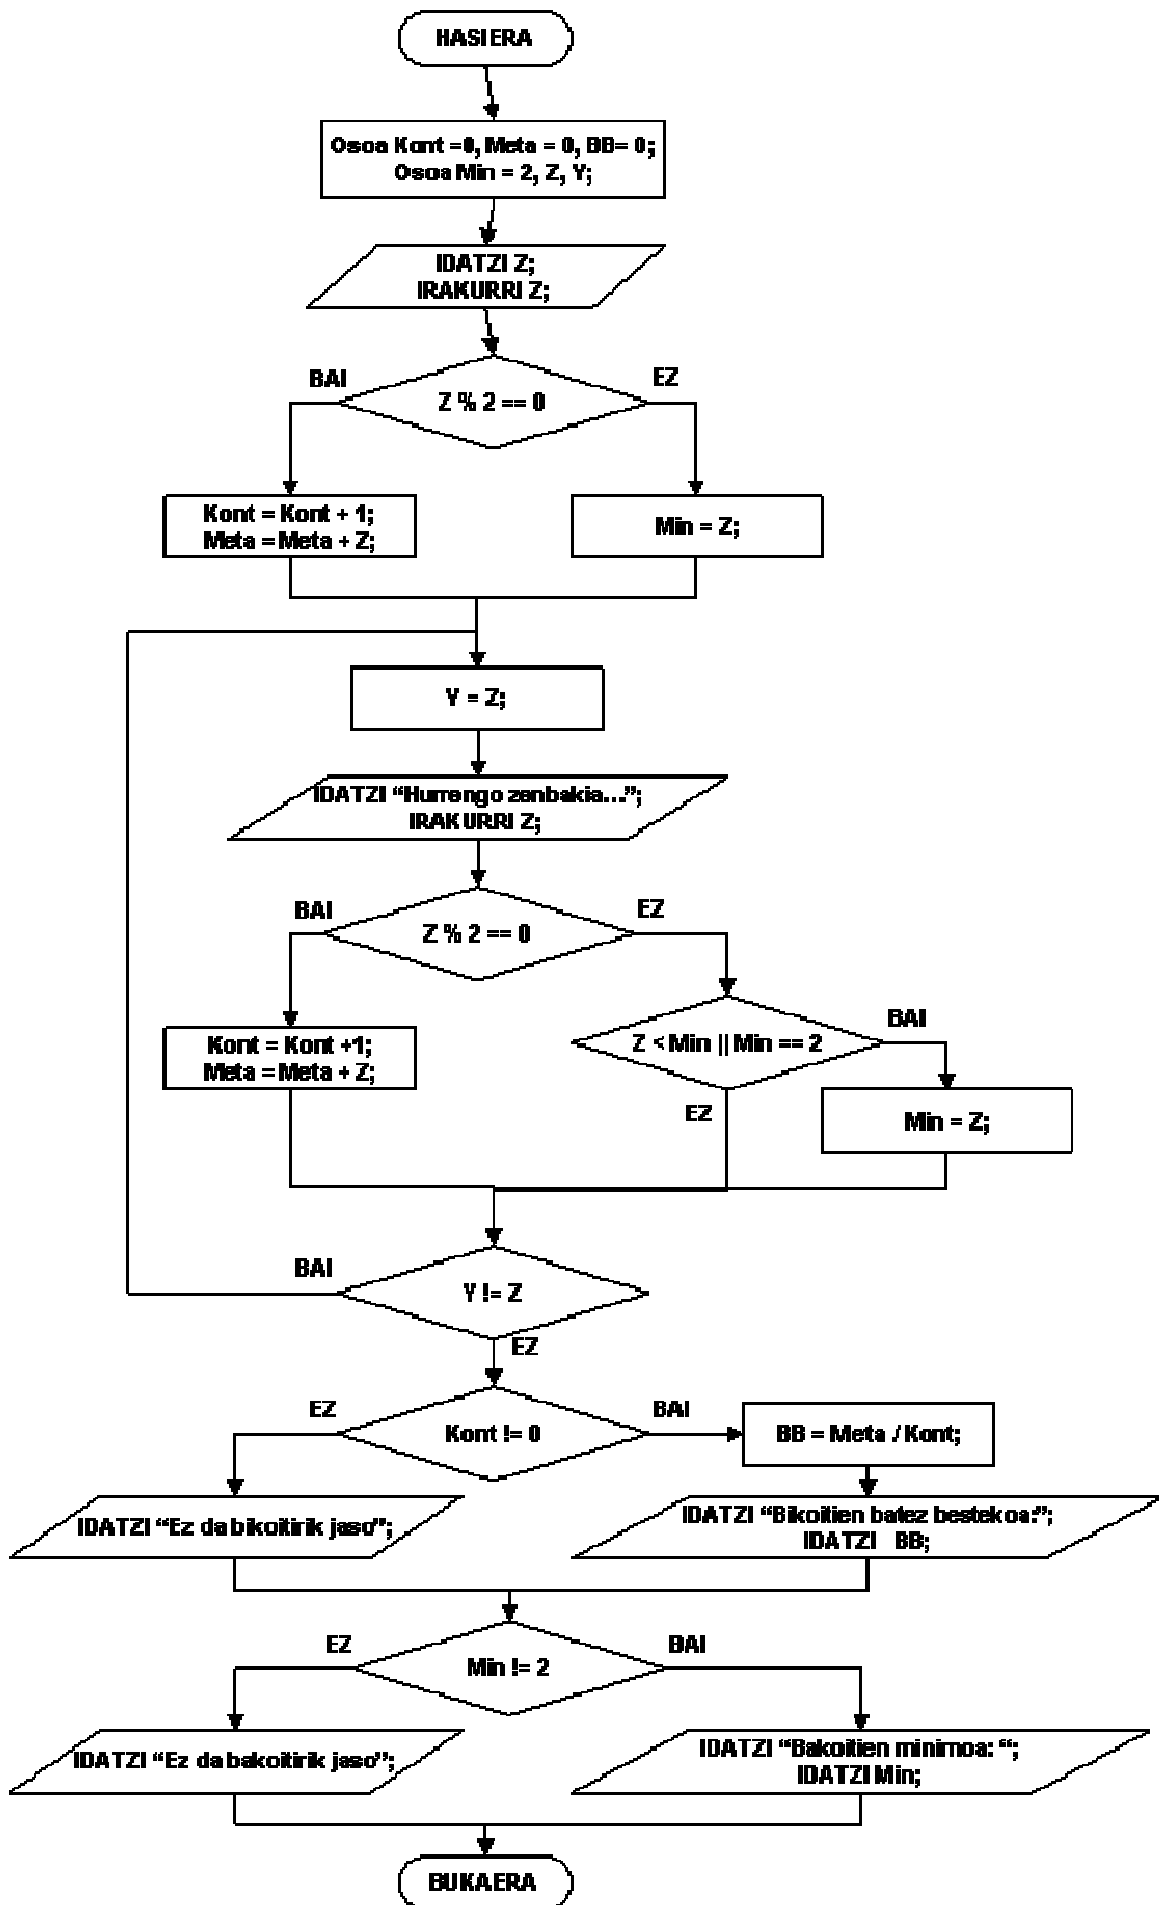 HASIERA
Osoa Kont =0, Meta = 0, BB= 0;
Osoa Min = 2, Z, Y;
IDATZI Z;
IRAKURRI Z;
BAI
EZ
Z % 2 == 0
Kont = Kont + 1;
Meta = Meta + Z;
Min = Z;
Y = Z;
IDATZI “Hurrengo zenbakia...”;
IRAKURRI Z;
BAI
EZ
Z % 2 == 0
Kont = Kont +1;
Meta = Meta + Z;
Z < Min || Min == 2
BAI
EZ
Min = Z;
BAI
Y != Z
EZ
EZ
BAI
Kont != 0
BB = Meta / Kont;
IDATZI “Ez da bikoitirik jaso”;
IDATZI “Bikoitien batez bestekoa:”;
IDATZI BB;
EZ
BAI
Min != 2
IDATZI “Ez da bakoitirik jaso”;
IDATZI “Bakoitien minimoa: “;
IDATZI Min;
BUKAERA